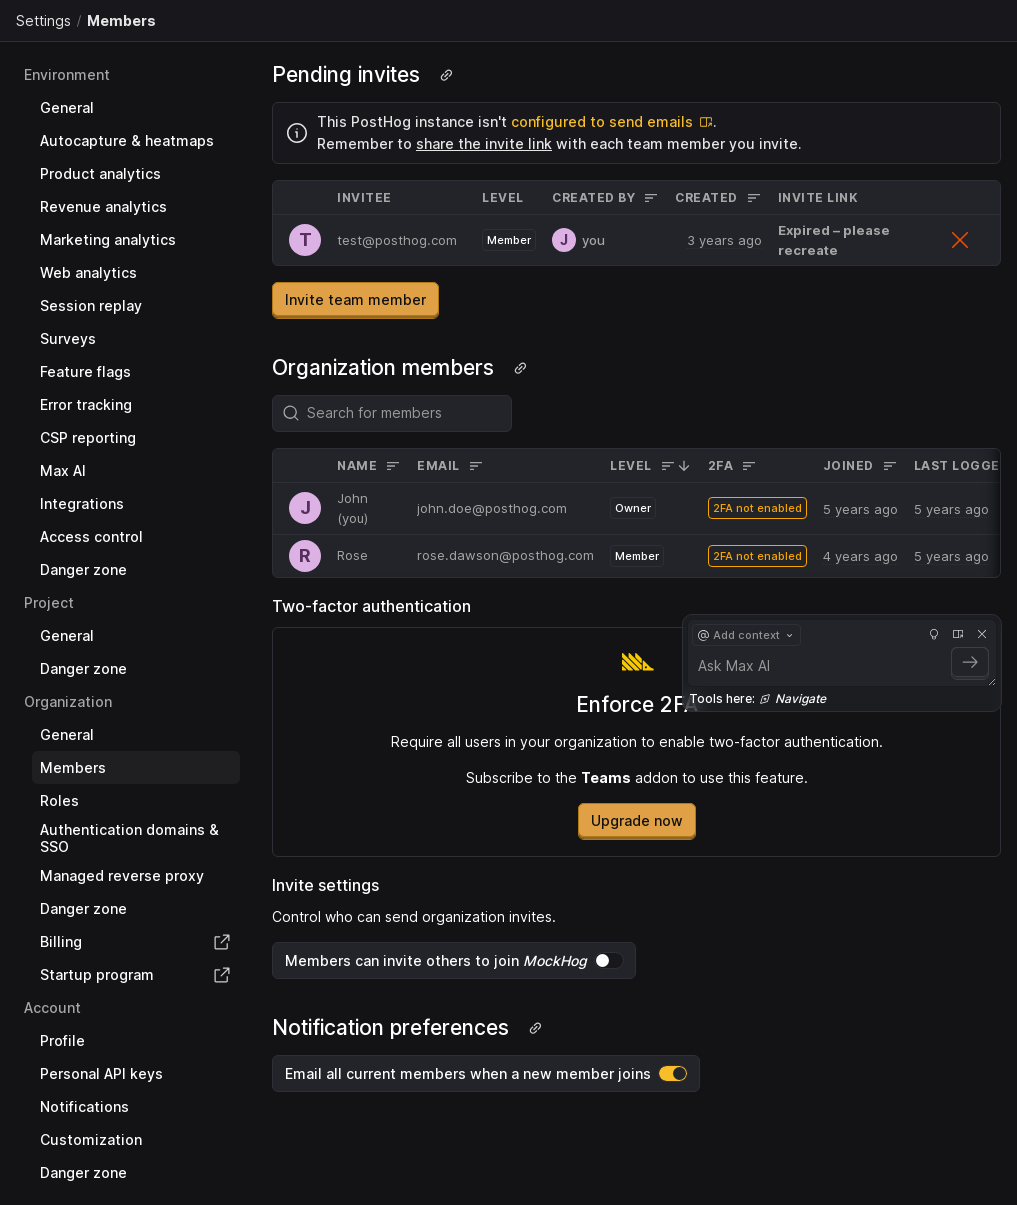 Settings / Members
Environment
General
Autocapture & heatmaps
Product analytics
Revenue analytics
Marketing analytics
Web analytics
Session replay
Surveys
Feature flags
Error tracking
CSP reporting
Max AI
Integrations
Access control
Danger zone
Project
General
Danger zone
Organization
General
Members
Roles
Authentication domains &
SSO
Managed reverse proxy
Danger zone
Billing
Startup program
Account
Profile
Personal API keys
Notifications
Customization
Danger zone
Pending invites
This PostHog instance isn't configured to send emails .
Remember to share the invite link with each team member you invite.
INVITEE LEVEL CREATED BY CREATED INVITE LINK
T test@posthog.com Member J you 3 years ago Expired – please
recreate
Invite team member
Organization members
Search for members
NAME EMAIL LEVEL 2FA JOINED LAST LOGGE
J John
(you) john.doe@posthog.com Owner 2FA not enabled 5 years ago 5 years ago
R Rose rose.dawson@posthog.com Member 2FA not enabled 4 years ago 5 years ago
Two-factor authentication
Enforce 2FA
Require all users in your organization to enable two-factor authentication.
Subscribe to the Teams addon to use this feature.
Upgrade now
@ Add context
Ask Max AI
Tools here: Navigate
Invite settings
Control who can send organization invites.
Members can invite others to join MockHog
Notification preferences
Email all current members when a new member joins